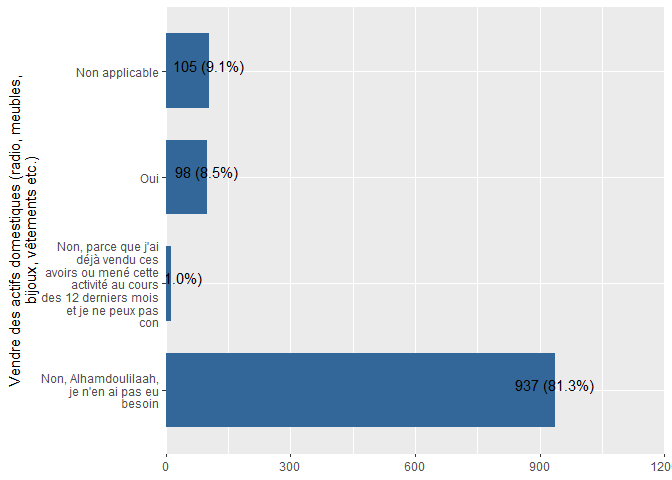 Vendre des actifs domestiques (radio, meubles,
bijoux, vêtements etc.)
Non applicable
105 (9.1%)
Oui
98 (8.5%)
Non, parce que j'ai
déjà vendu ces
avoirs ou mené cette
activité au cours
des 12 derniers mois
et je ne peux pas
con
1.0%)
Non, Alhamdoulilaah,
je n'en ai pas eu
besoin
937 (81.3%)
0 300 600 900 120